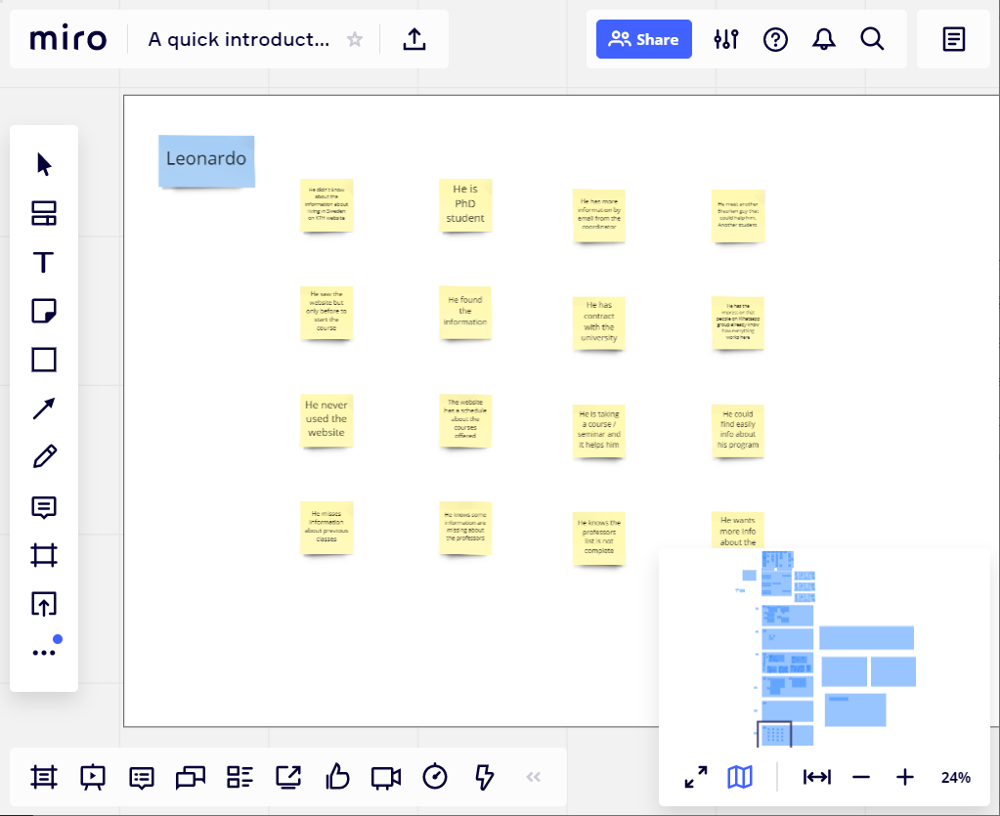 miro
A quick introduct...
Share
Leonardo
He didn't know
about the
information about
living in Sweden
on KTH website
He is
PhD
student
He has more
information by
email from the
coordinator
He meet another
Brazilian guy that
could help him.
Another student.
He saw the
website but
only before to
start the
course
He found
the
information
He has
contract
with the
university
He has the
impression that
people on Whatsapp
group already know
how everything
works here
He never
used the
website
The website
has a schedule
about the
courses
offered
He is taking
a course /
seminar and
it helps him
He could
find easily
info about
his program
He misses
information
about previous
classes
He knows some
information are
missing about
the professors
He knows the
professors
list is not
complete
He wants
more info
about the
24%